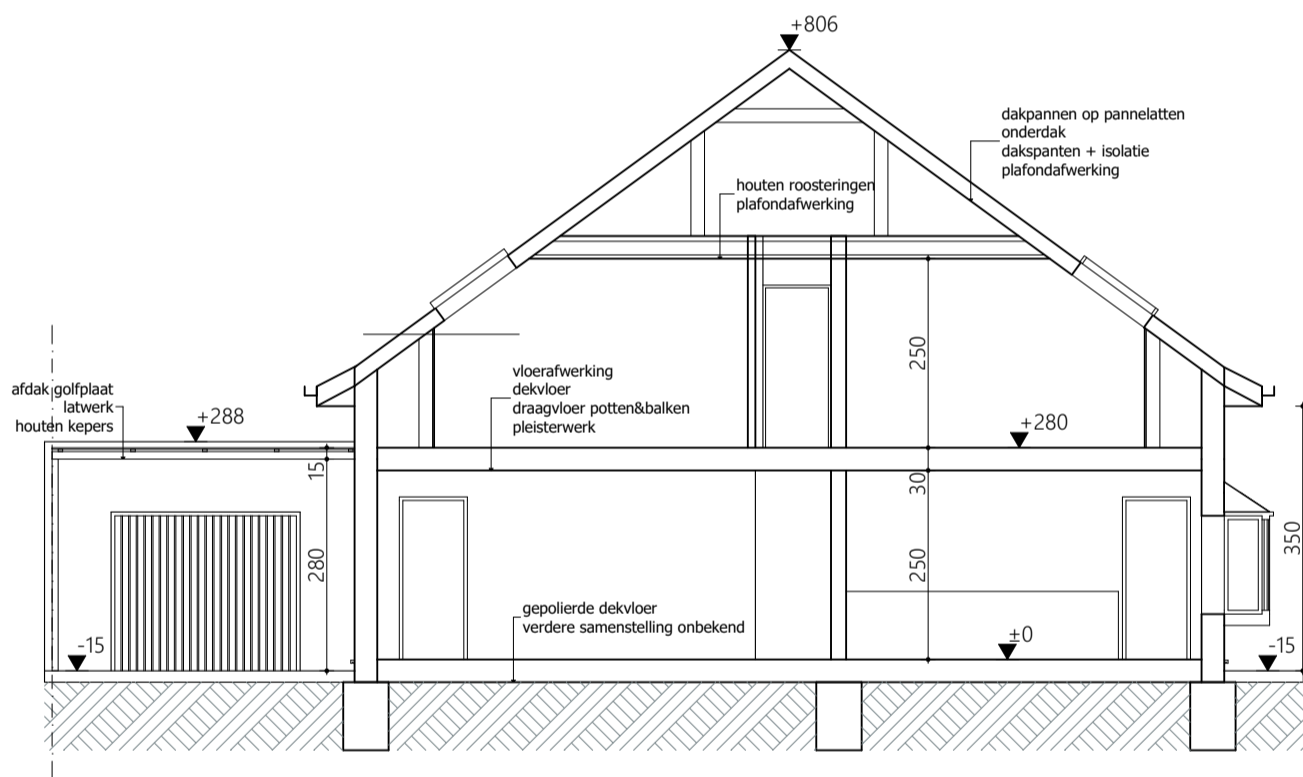 +806
dakpannen op pannelatten
onderdak
dakspanten + isolatie
plafondafwerking
houten roosteringen
plafondafwerking
250
vloerafwerking
dekvloer
draagvloer potten&balken
pleisterwerk
afdak golfplaat
latwerk
houten kepers
+288
+280
15
30
280
250
350
gepolierde dekvloer
verdere samenstelling onbekend
-15
±0
-15